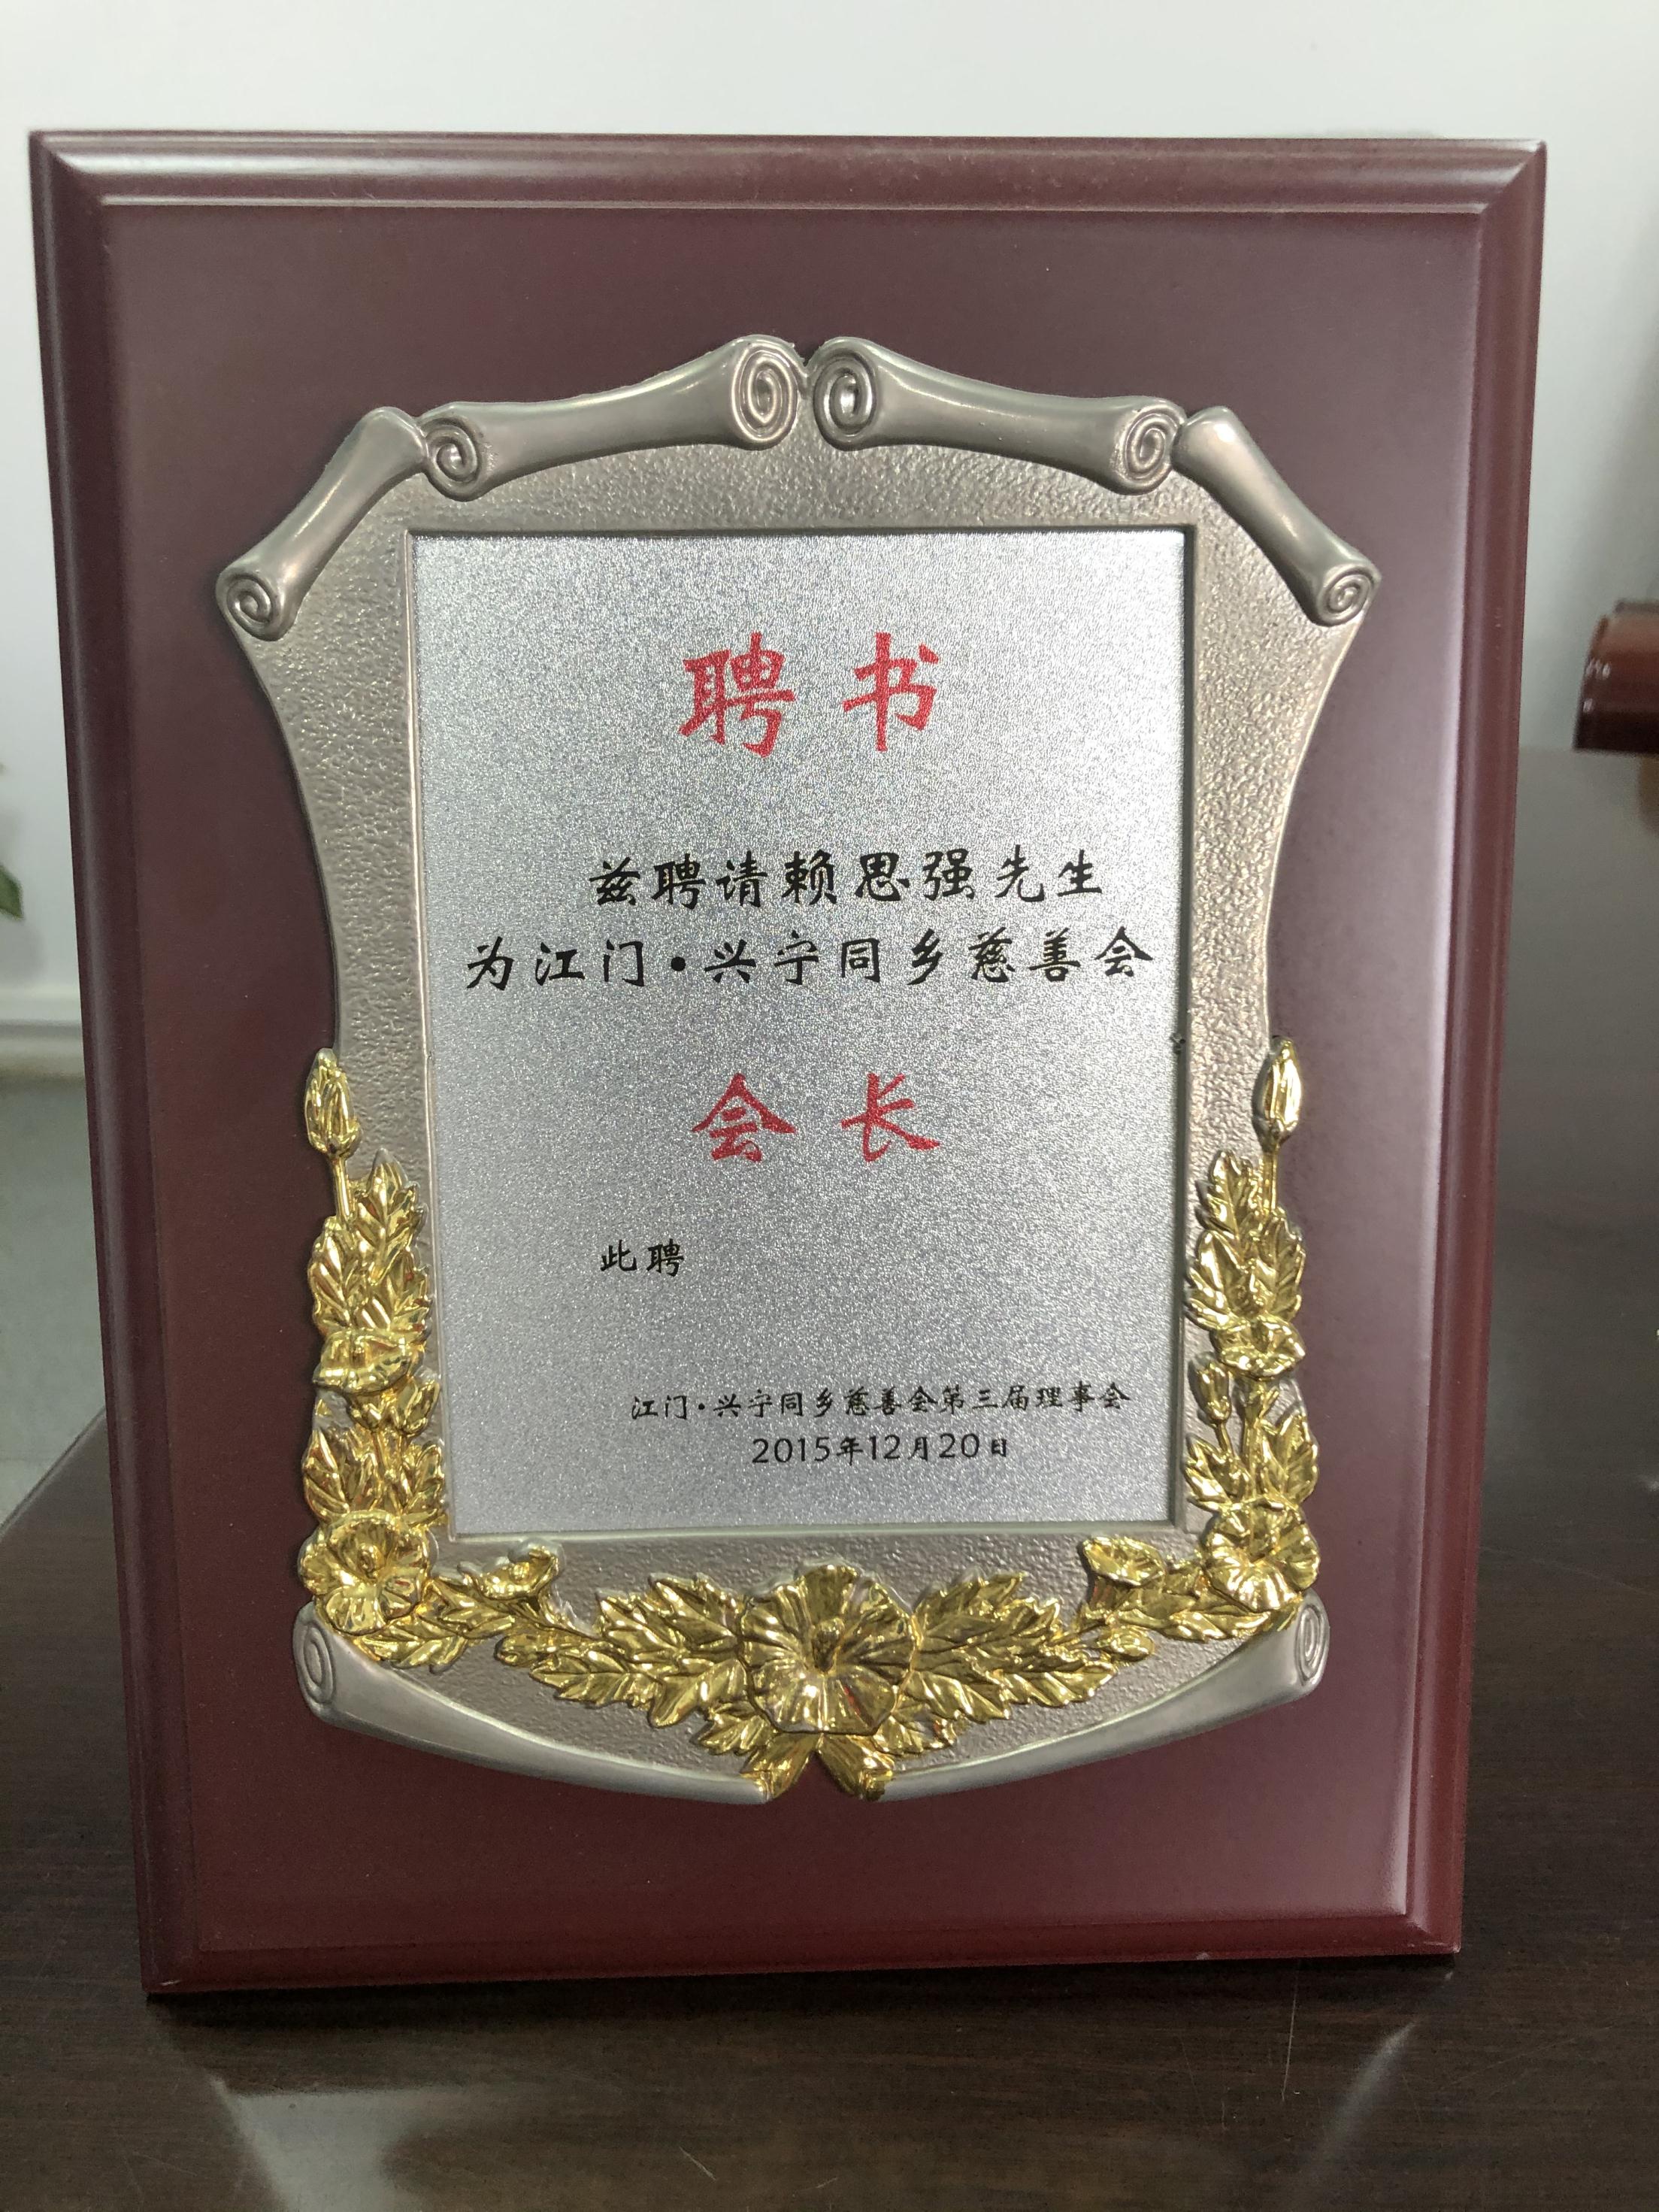 聘书
兹聘请赖思强先生
为江门·兴宁同乡慈善会
会长
此聘
江门·兴宁同乡慈善会第三届理事会
2015年12月20日